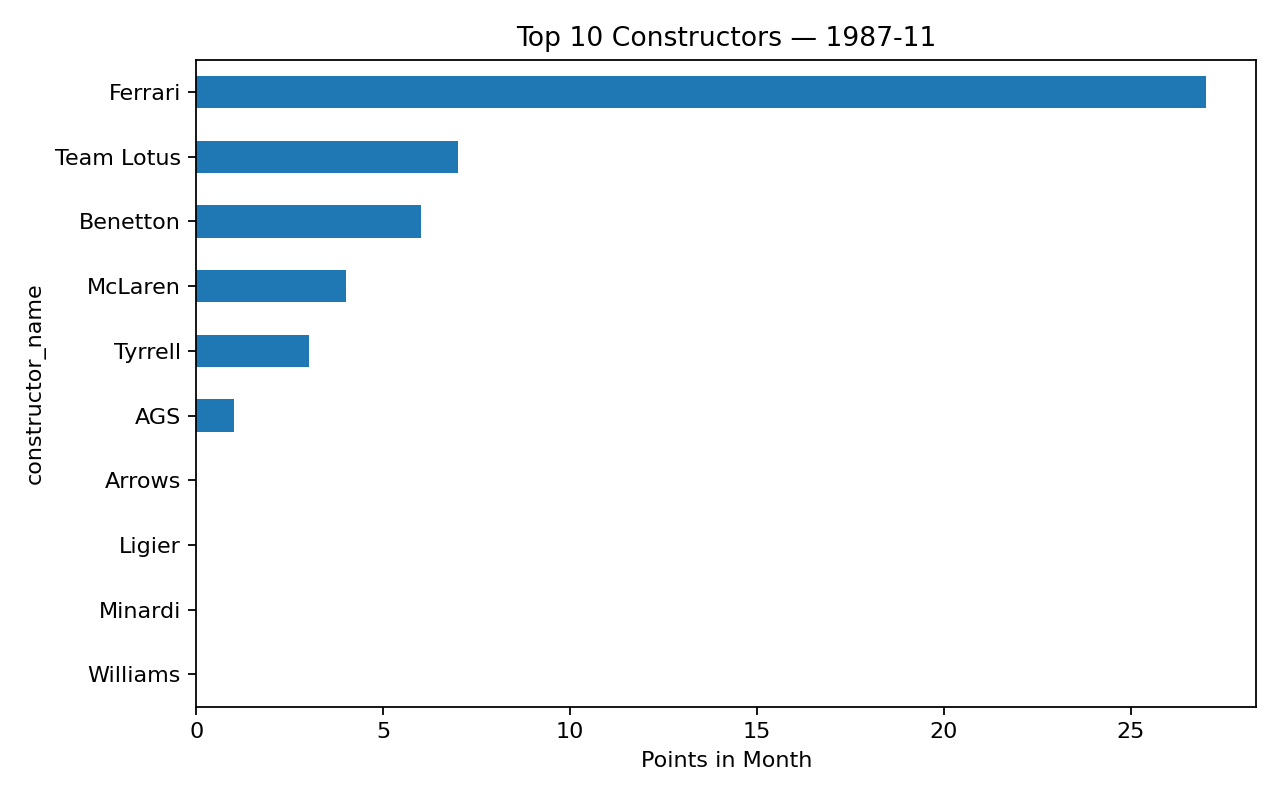 Top 10 Constructors — 1987-11
constructor_name
Ferrari
Team Lotus
Benetton
McLaren
Tyrrell
AGS
Arrows
Ligier
Minardi
Williams
0 5 10 15 20 25
Points in Month